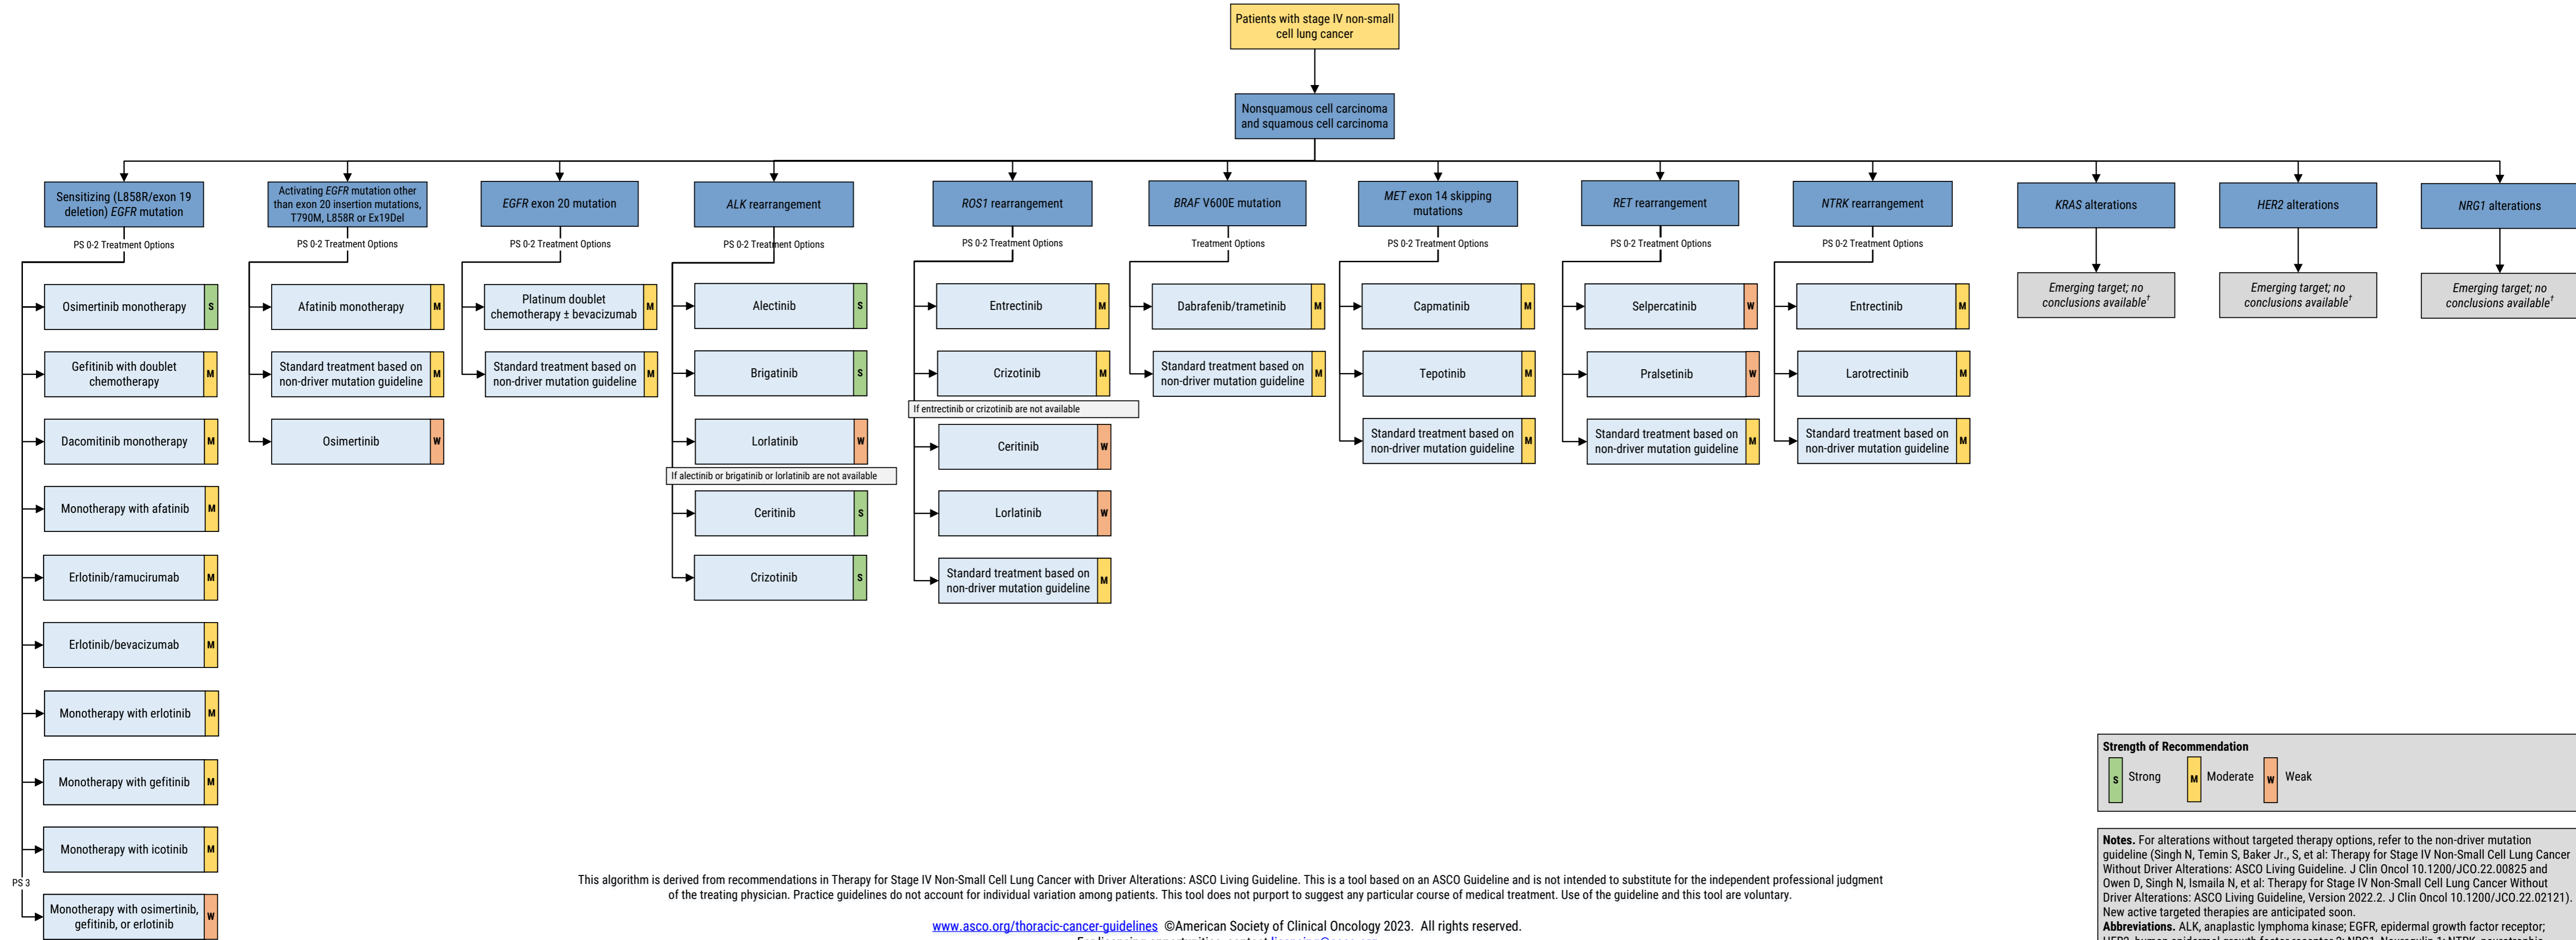 Patients with stage IV non-small
cell lung cancer
Nonsquamous cell carcinoma
and squamous cell carcinoma
Sensitizing (L858R/exon 19
deletion) EGFR mutation
PS 0-2 Treatment Options
Osimertinib monotherapy
S
Gefitinib with doublet
chemotherapy
M
Dacomitinib monotherapy
M
Monotherapy with afatinib
M
Erlotinib/ramucirumab
M
Erlotinib/bevacizumab
M
Monotherapy with erlotinib
M
Monotherapy with gefitinib
M
Monotherapy with icotinib
M
PS 3
Monotherapy with osimertinib,
gefitinib, or erlotinib
W
Activating EGFR mutation other
than exon 20 insertion mutations,
T790M, L858R or Ex19Del
PS 0-2 Treatment Options
Afatinib monotherapy
M
Standard treatment based on
non-driver mutation guideline
M
Osimertinib
W
EGFR exon 20 mutation
PS 0-2 Treatment Options
Platinum doublet
chemotherapy ± bevacizumab
M
Standard treatment based on
non-driver mutation guideline
M
ALK rearrangement
PS 0-2 Treatment Options
Alectinib
S
Brigatinib
S
Lorlatinib
W
If alectinib or brigatinib or lorlatinib are not available
Ceritinib
S
Crizotinib
S
ROS1 rearrangement
PS 0-2 Treatment Options
Entrectinib
M
Crizotinib
M
If entrectinib or crizotinib are not available
Ceritinib
W
Lorlatinib
W
Standard treatment based on
non-driver mutation guideline
M
BRAF V600E mutation
Treatment Options
Dabrafenib/trametinib
M
Standard treatment based on
non-driver mutation guideline
M
MET exon 14 skipping
mutations
PS 0-2 Treatment Options
Capmatinib
M
Tepotinib
M
Standard treatment based on
non-driver mutation guideline
M
RET rearrangement
PS 0-2 Treatment Options
Selpercatinib
W
Pralsetinib
W
Standard treatment based on
non-driver mutation guideline
M
NTRK rearrangement
PS 0-2 Treatment Options
Entrectinib
M
Larotrectinib
M
Standard treatment based on
non-driver mutation guideline
M
KRAS alterations
Emerging target; no
conclusions available†
HER2 alterations
Emerging target; no
conclusions available†
NRG1 alterations
Emerging target; no
conclusions available†
Strength of Recommendation
S Strong M Moderate W Weak
Notes. For alterations without targeted therapy options, refer to the non-driver mutation
guideline (Singh N, Temin S, Baker Jr., S, et al: Therapy for Stage IV Non-Small Cell Lung Cancer
Without Driver Alterations: ASCO Living Guideline. J Clin Oncol 10.1200/JCO.22.00825 and
Owen D, Singh N, Ismaila N, et al: Therapy for Stage IV Non-Small Cell Lung Cancer Without
Driver Alterations: ASCO Living Guideline, Version 2022.2. J Clin Oncol 10.1200/JCO.22.02121).
New active targeted therapies are anticipated soon.
Abbreviations. ALK, anaplastic lymphoma kinase; EGFR, epidermal growth factor receptor;
This algorithm is derived from recommendations in Therapy for Stage IV Non-Small Cell Lung Cancer with Driver Alterations: ASCO Living Guideline. This is a tool based on an ASCO Guideline and is not intended to substitute for the independent professional judgment
of the treating physician. Practice guidelines do not account for individual variation among patients. This tool does not purport to suggest any particular course of medical treatment. Use of the guideline and this tool are voluntary.
www.asco.org/thoracic-cancer-guidelines ©American Society of Clinical Oncology 2023. All rights reserved.